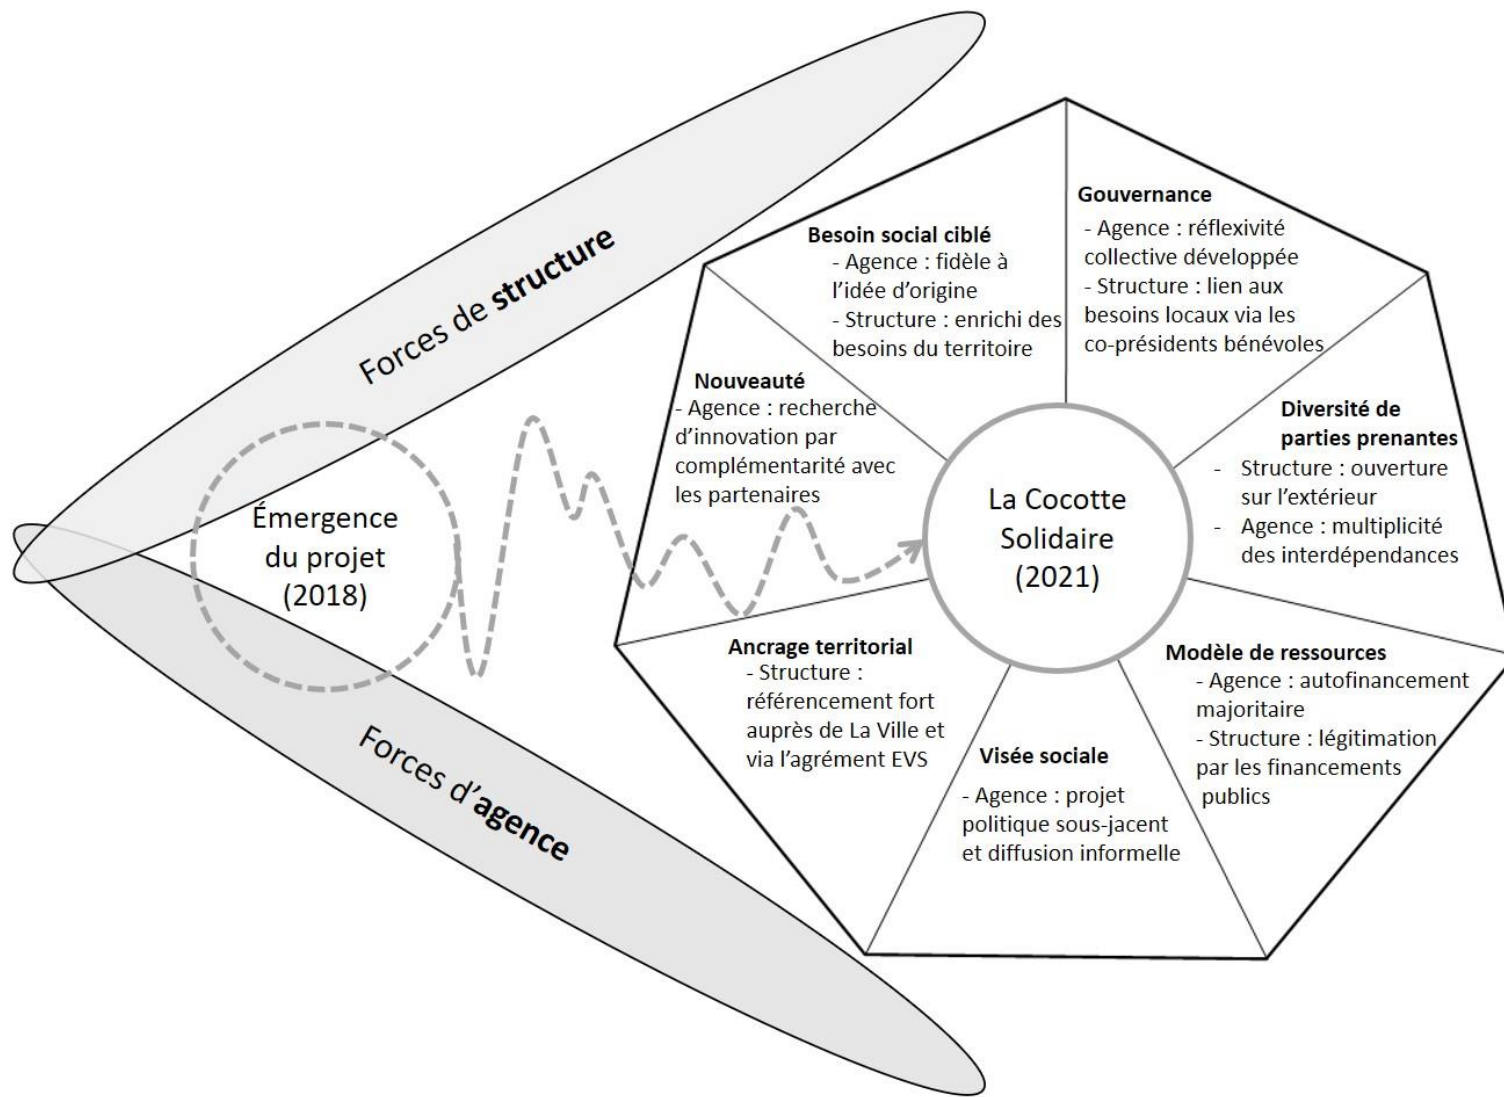 Forces de structure
Émergence
du projet
(2018)
Forces d'agence
Besoin social ciblé
- Agence : fidèle à
l'idée d'origine
- Structure : enrichi des
besoins du territoire
Gouvernance
- Agence : réflexivité
collective développée
- Structure : lien aux
besoins locaux via les
co-présidents bénévoles
Nouveauté
- Agence : recherche
d'innovation par
complémentarité avec
les partenaires
Diversité de
parties prenantes
- Structure : ouverture
sur l'extérieur
- Agence : multiplicité
des interdépendances
La Cocotte
Solidaire
(2021)
Ancrage territorial
- Structure :
référencement fort
auprès de La Ville et
via l'agrément EVS
Visée sociale
- Agence : projet
politique sous-jacent
et diffusion informelle
Modèle de ressources
- Agence : autofinancement
majoritaire
- Structure : légitimation
par les financements
publics